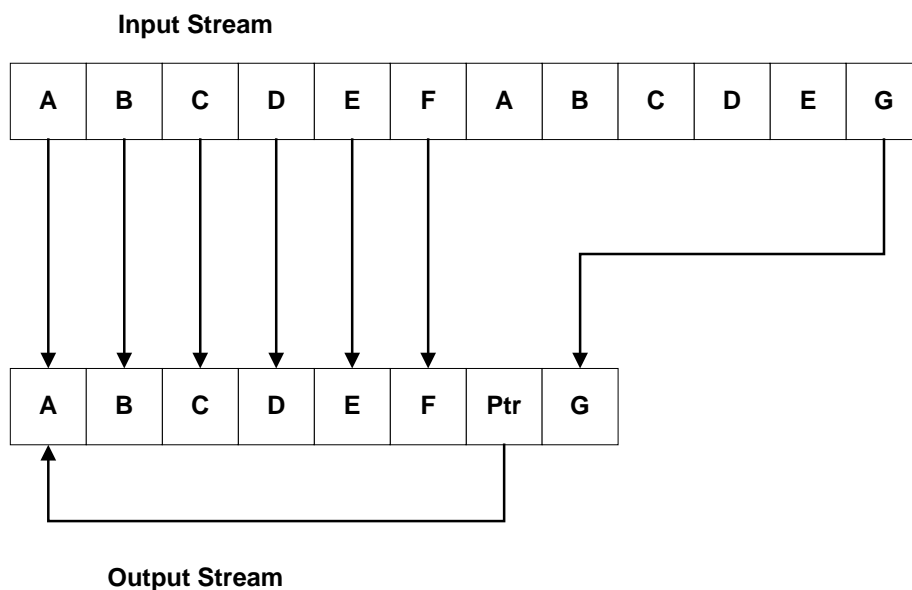 Input Stream
A B C D E F A B C D E G
A B C D E F Ptr G
Output Stream